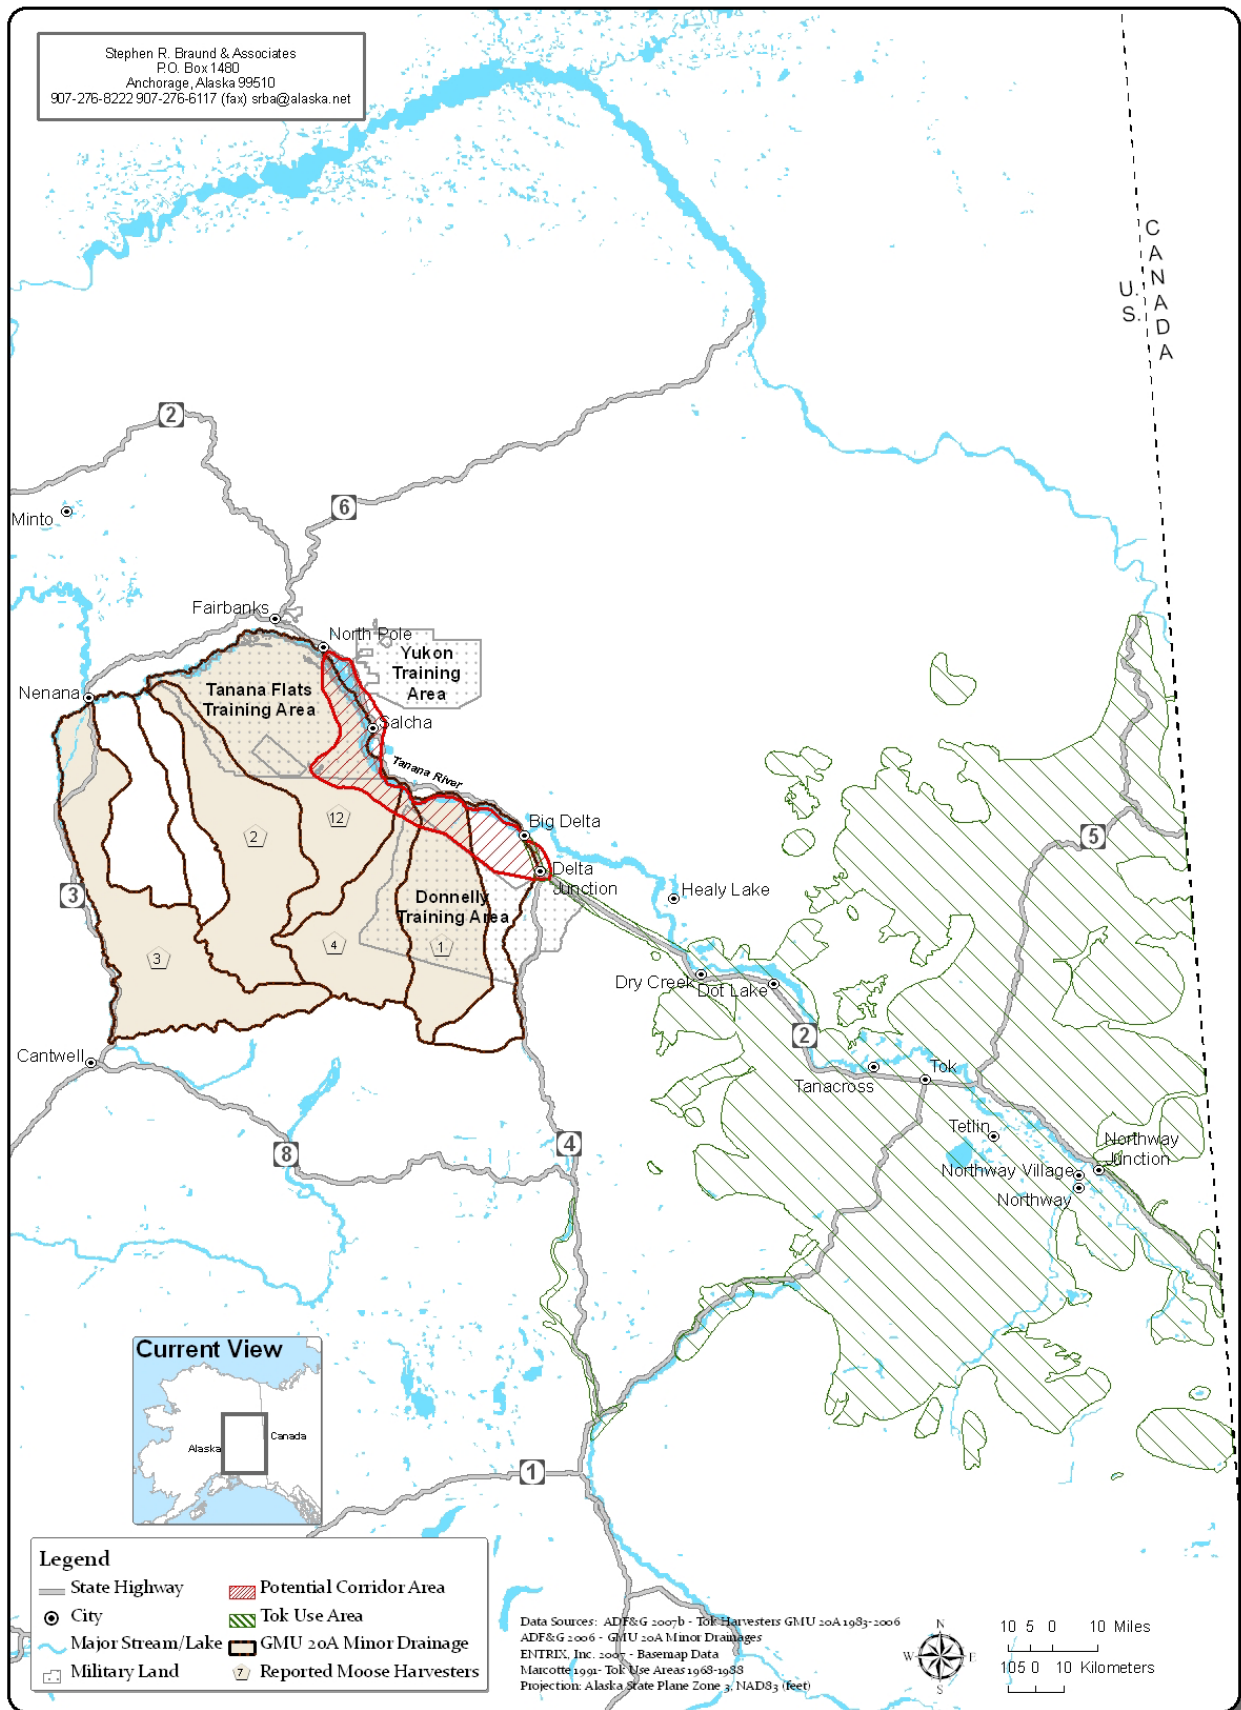 Stephen R. Braund & Associates
P.O. Box 1480
Anchorage, Alaska 99510
907-276-8222 907-276-6117 (fax) srba@alaska.net
CANADA
U.S.
2
6
Minto
Fairbanks
North Pole
Yukon
Training
Area
Nenana
Tanana Flats
Training Area
Salcha
Tanana River
12
2
Big Delta
5
Delta
Junction
3
Healy Lake
Donnelly
Training Area
4
1
3
Dry Creek
Dot Lake
2
Cantwell
Tok
Tanacross
Tetlin
4
8
Northway
Junction
Northway Village
Northway
Current View
Alaska
Canada
1
Legend
State Highway
City
Major Stream/Lake
Military Land
Potential Corridor Area
Tok Use Area
GMU 20A Minor Drainage
7
Reported Moose Harvesters
Data Sources: ADF&G 2007b - Tok Harvesters GMU 20A 1983-2006
ADF&G 2006 - GMU 20A Minor Drainages
ENTRIX, Inc. 2007 - Basemap Data
Marcotte 1991- Tok Use Areas 1968-1988
Projection: Alaska State Plane Zone 3, NAD83 (feet)
N
W
E
S
10 5 0 10 Miles
105 0 10 Kilometers